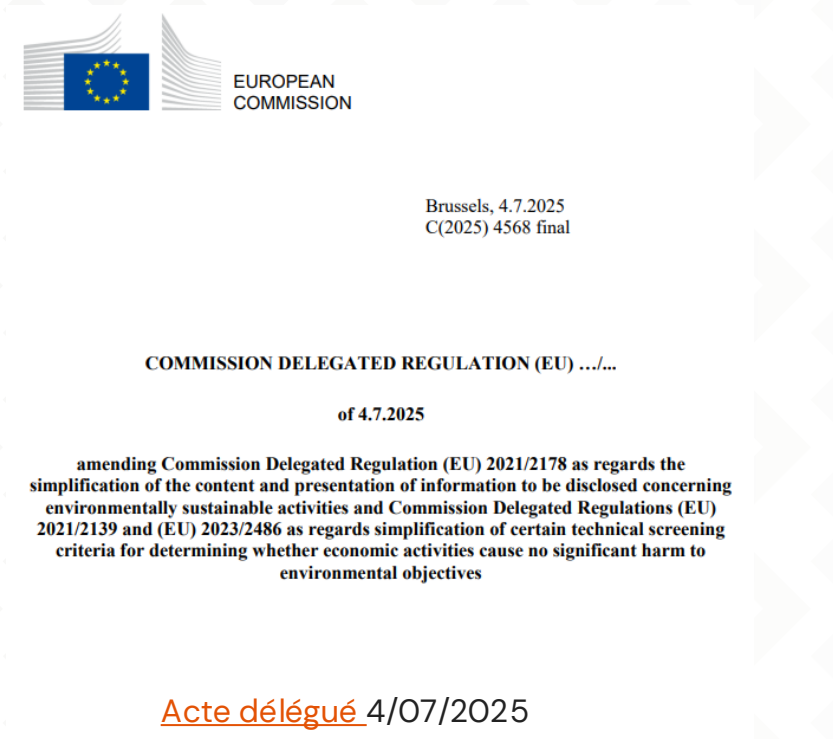 EUROPEAN
COMMISSION
Brussels, 4.7.2025
C(2025) 4568 final
COMMISSION DELEGATED REGULATION (EU) …/...
of 4.7.2025
amending Commission Delegated Regulation (EU) 2021/2178 as regards the
simplification of the content and presentation of information to be disclosed concerning
environmentally sustainable activities and Commission Delegated Regulations (EU)
2021/2139 and (EU) 2023/2486 as regards simplification of certain technical screening
criteria for determining whether economic activities cause no significant harm to
environmental objectives
Acte délégué 4/07/2025